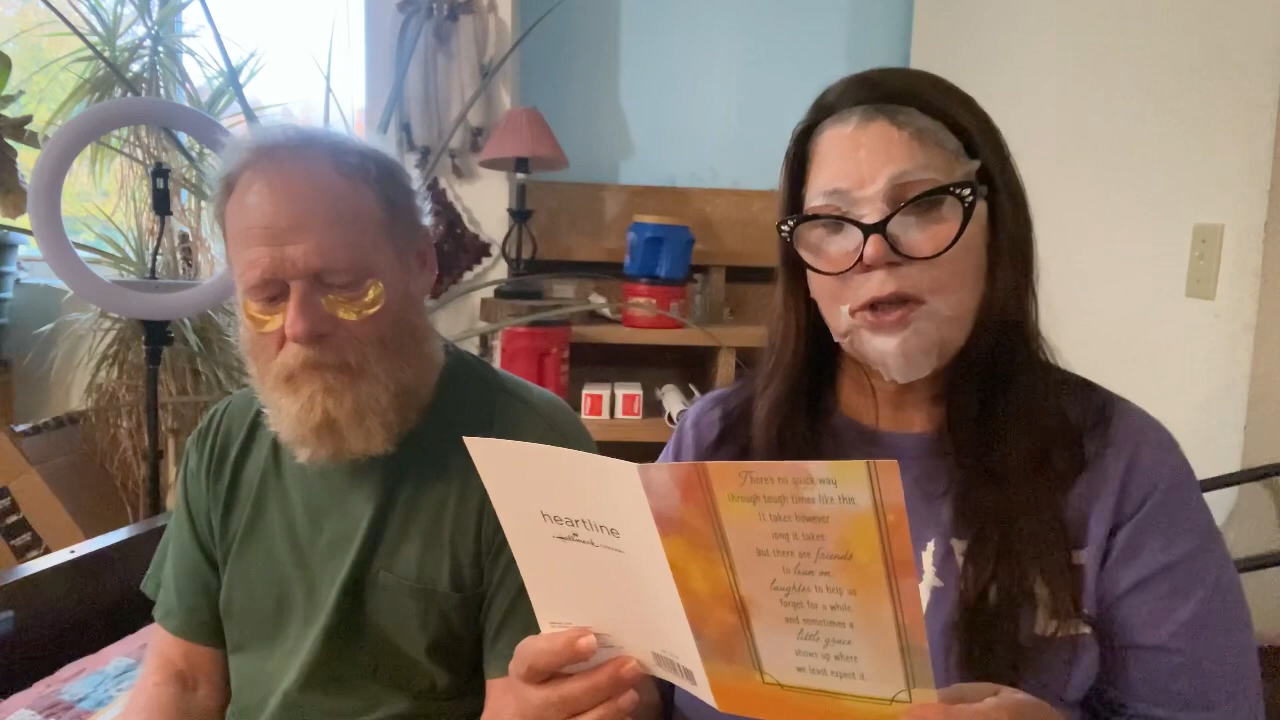 heartline
Hallmark
There's no quick way
through tough times like this.
It takes however
long it takes.
But there are friends
to lean on,
laughter to help us
forget for a while,
and sometimes a
little grace
shows up where
we least expect it.